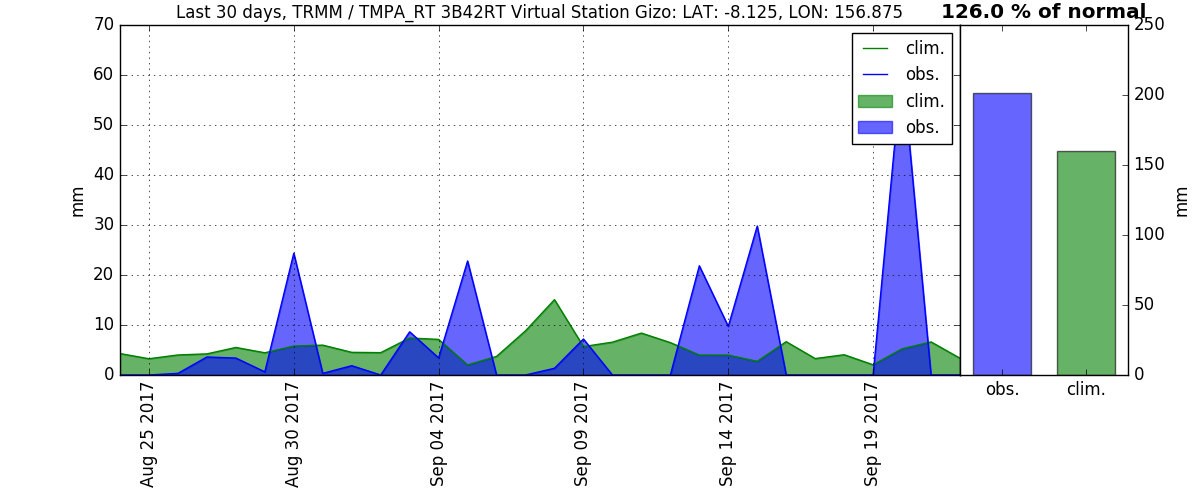 Last 30 days, TRMM / TMPA_RT 3B42RT Virtual Station Gizo: LAT: -8.125, LON: 156.875
126.0 % of normal
70
60
50
40
30
20
10
0
mm
clim.
obs.
clim.
obs.
250
200
150
100
50
0
mm
Aug 25 2017
Aug 30 2017
Sep 04 2017
Sep 09 2017
Sep 14 2017
Sep 19 2017
obs.
clim.